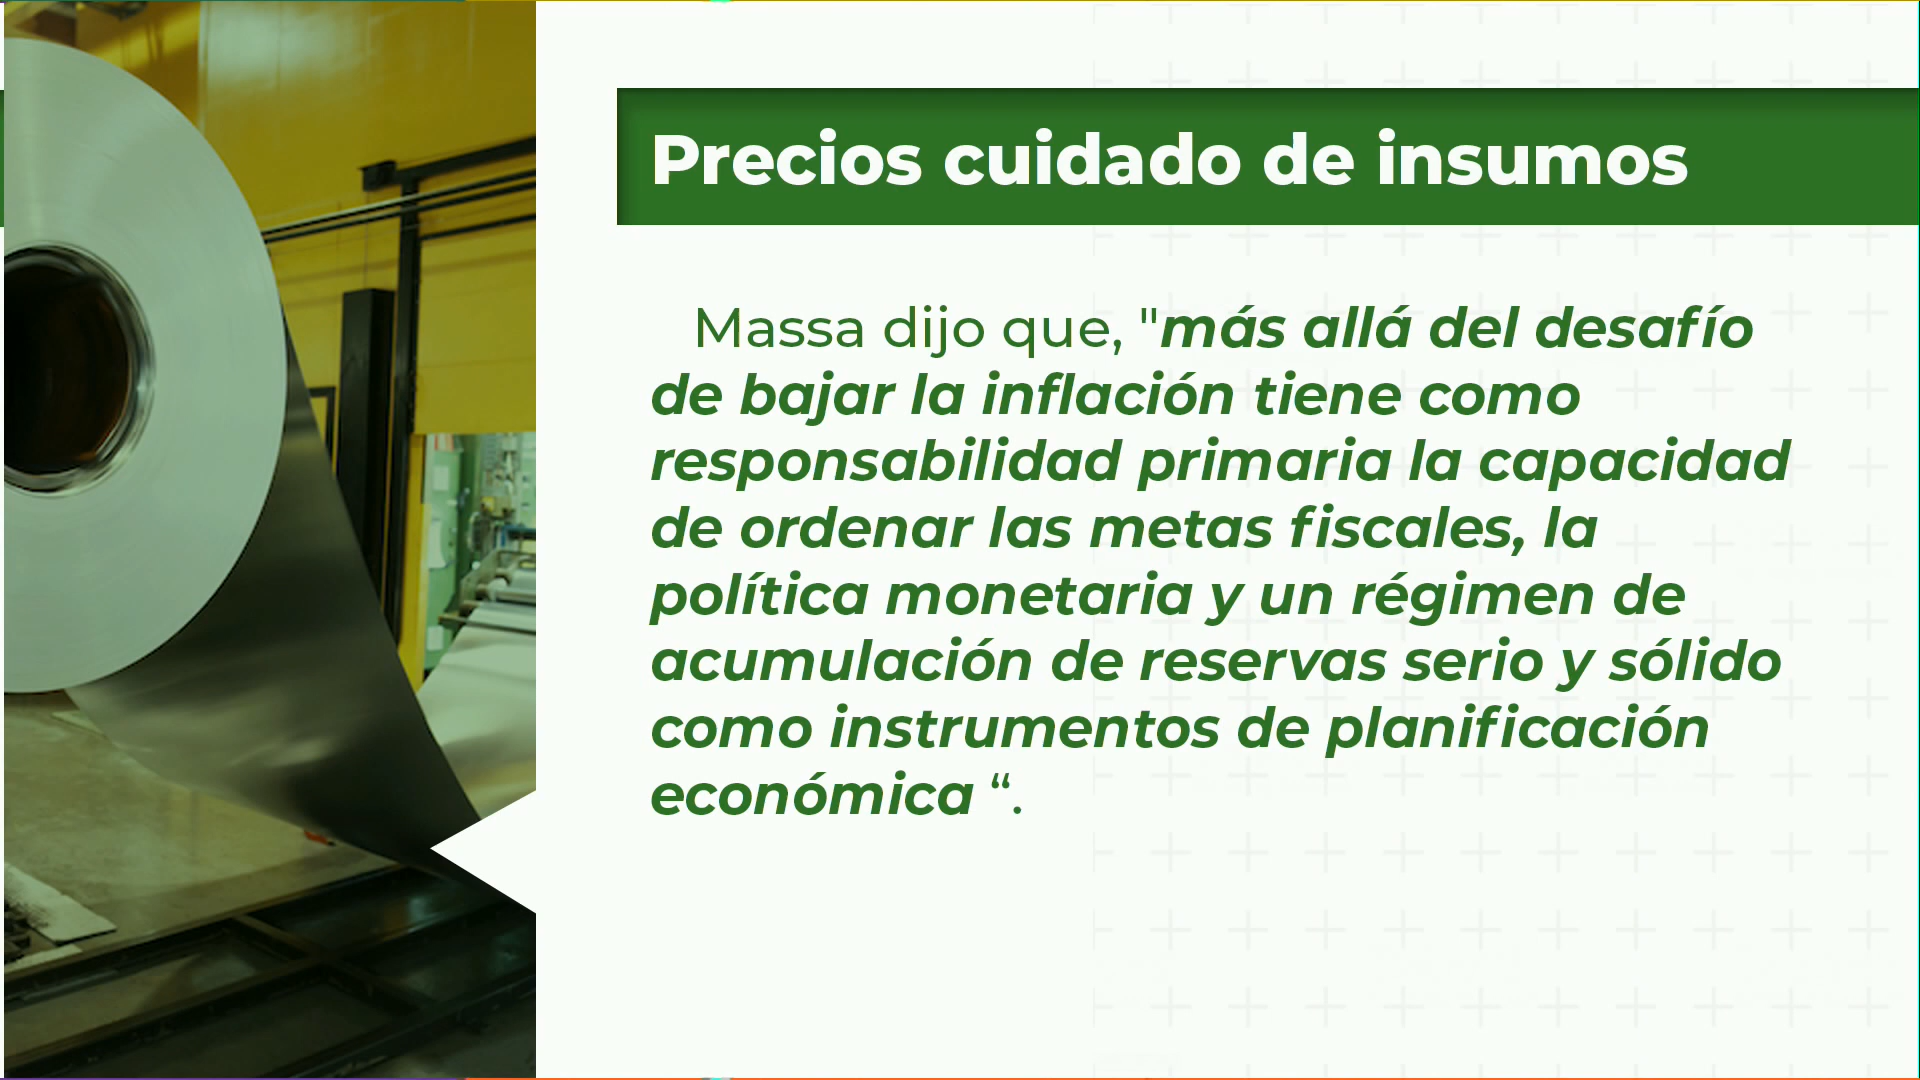 Precios cuidado de insumos
Massa dijo que, "más allá del desafío
de bajar la inflación tiene como
responsabilidad primaria la capacidad
de ordenar las metas fiscales, la
política monetaria y un régimen de
acumulación de reservas serio y sólido
como instrumentos de planificación
económica “.